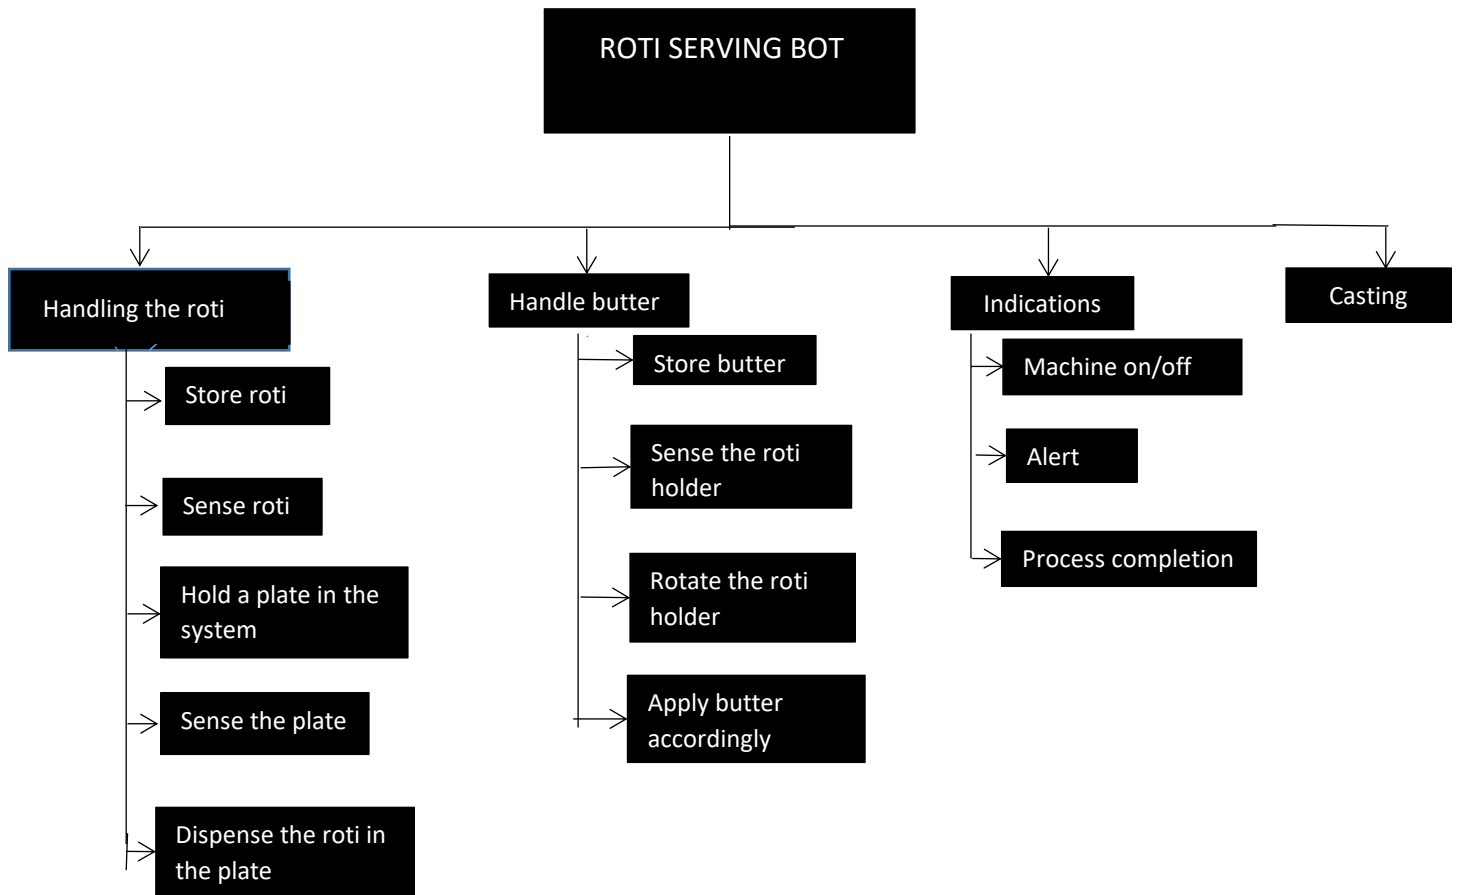 ROTI SERVING BOT
Handling the roti
Store roti
Sense roti
Hold a plate in the
system
Sense the plate
Dispense the roti in
the plate
Handle butter
Store butter
Sense the roti
holder
Rotate the roti
holder
Apply butter
accordingly
Indications
Machine on/off
Alert
Process completion
Casting